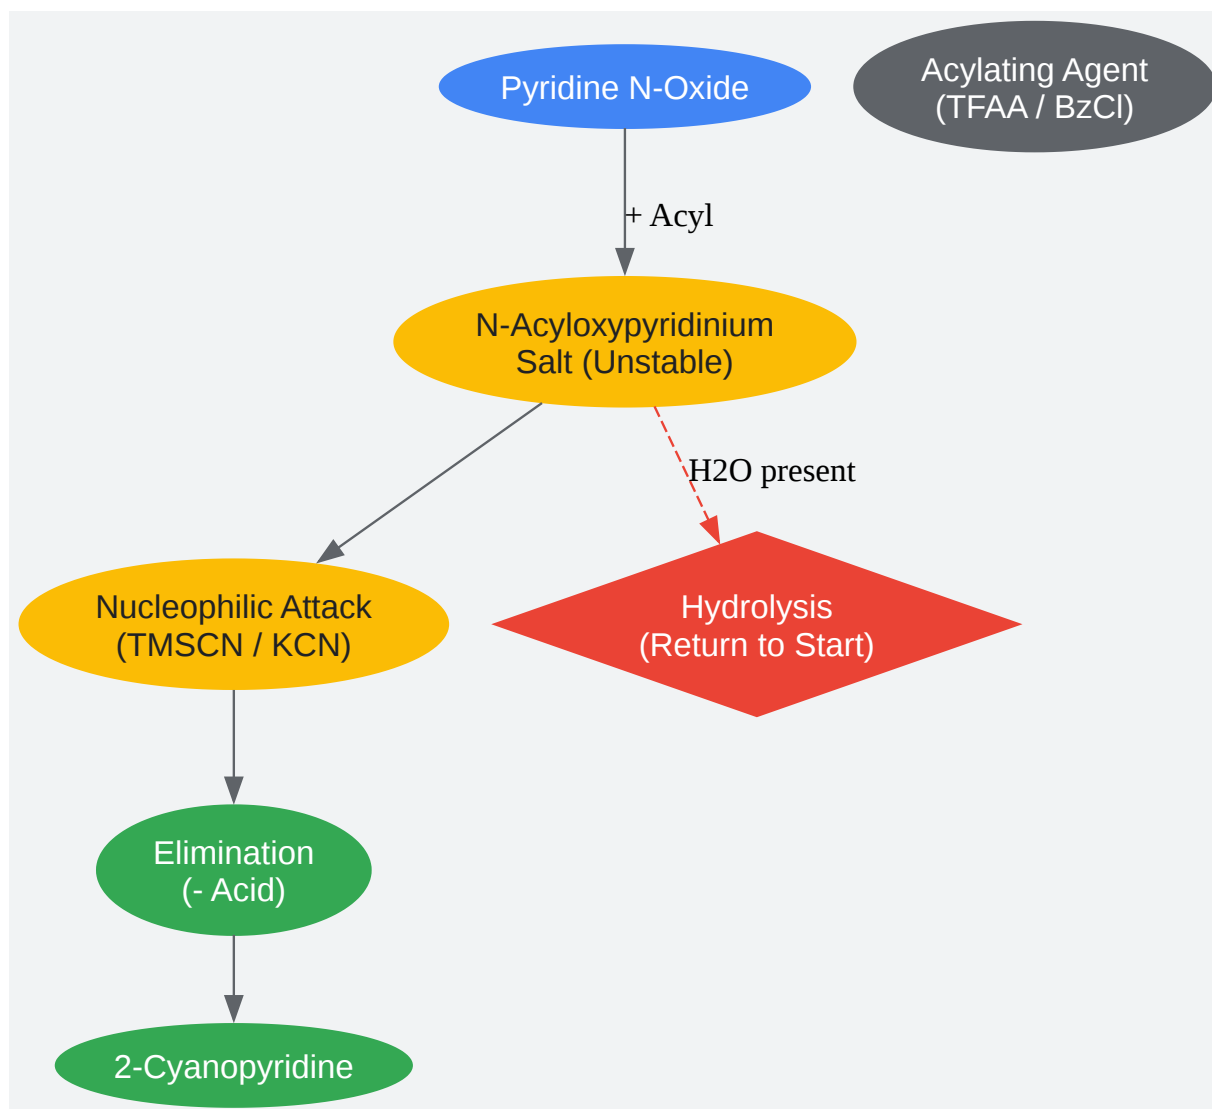 Pyridine N-Oxide
Acylating Agent
(TFAA / BzCl)
+ Acyl
N-Acyloxypyridinium
Salt (Unstable)
H2O present
Nucleophilic Attack
(TMSCN / KCN)
Hydrolysis
(Return to Start)
Elimination
(- Acid)
2-Cyanopyridine